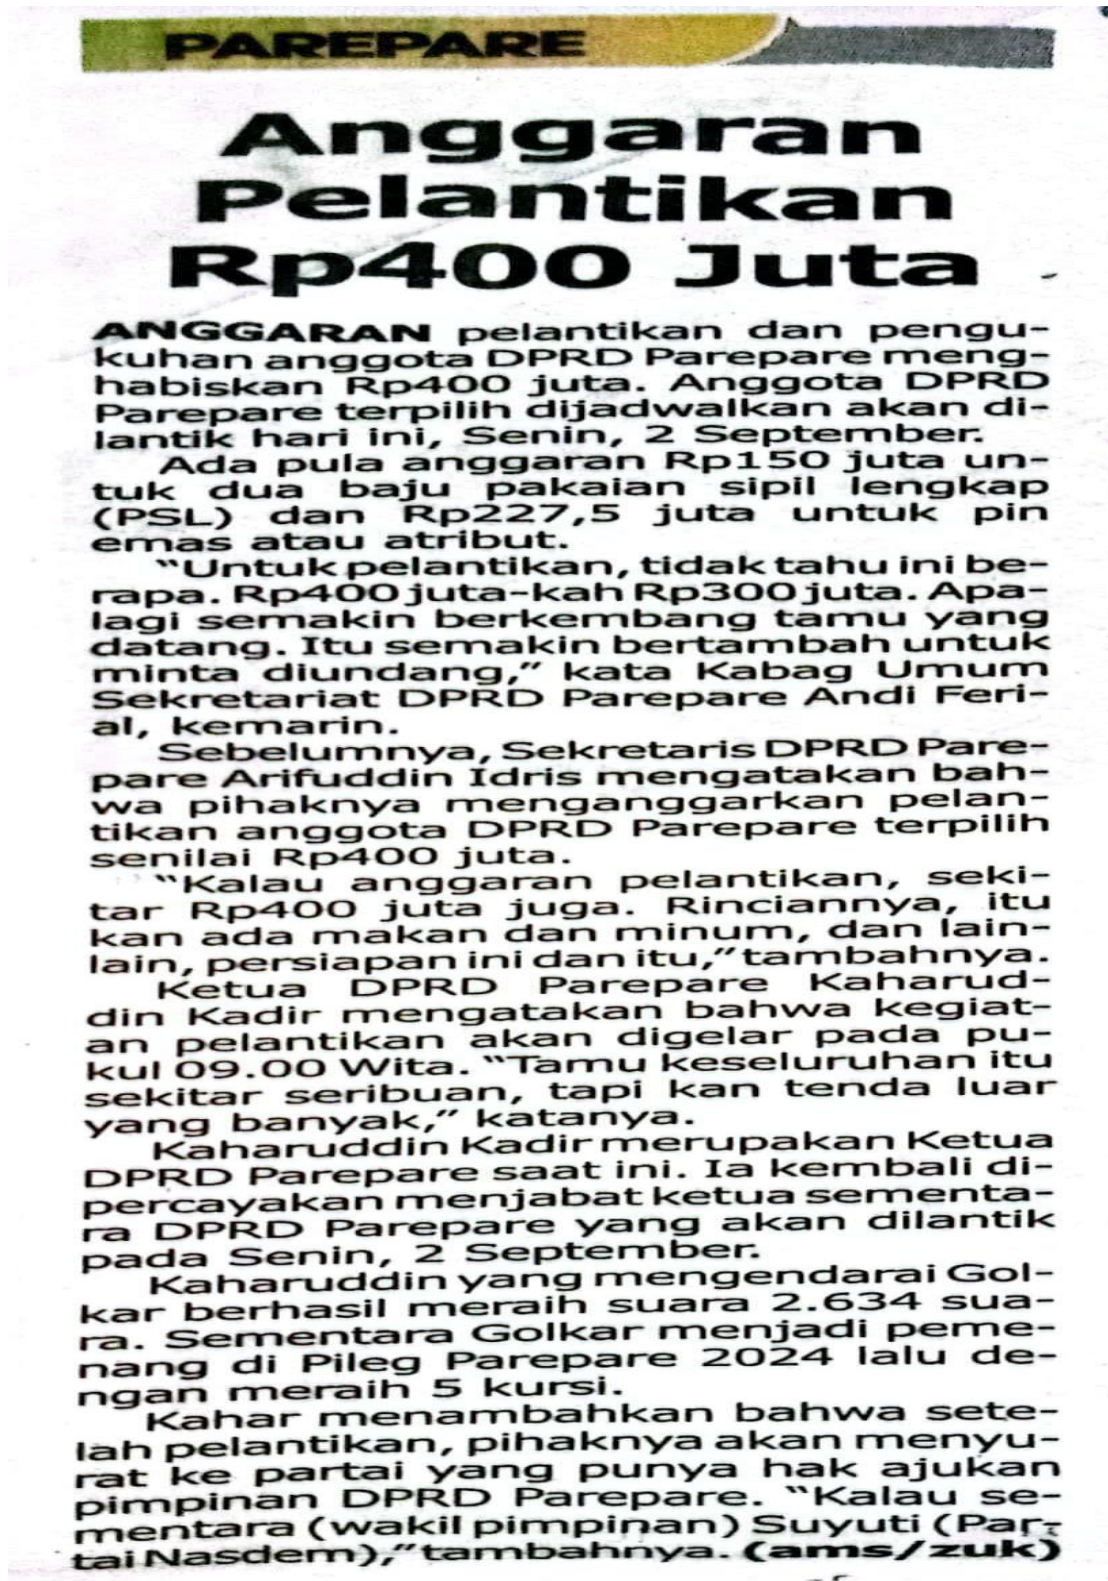 PAREPARE
Anggaran
Pelantikan
Rp400 Juta
ANGGARAN pelantikan dan pengu-
kuhan anggota DPRD Parepare meng-
habiskan Rp400 juta. Anggota DPRD
Parepare terpilih dijadwalkan akan di-
lantik hari ini, Senin, 2 September.
Ada pula anggaran Rp150 juta un-
tuk dua baju pakaian sipil lengkap
(PSL) dan Rp227,5 juta untuk pin
emas atau atribut.
“Untuk pelantikan, tidak tahu ini be-
rapa. Rp400 juta-kah Rp300 juta. Apa-
lagi semakin berkembang tamu yang
datang. Itu semakin bertambah untuk
minta diundang,” kata Kabag Umum
Sekretariat DPRD Parepare Andi Feri-
al, kemarin.
Sebelumnya, Sekretaris DPRD Pare-
pare Arifuddin Idris mengatakan bah-
wa pihaknya menganggarkan pelan-
tikan anggota DPRD Parepare terpilih
senilai Rp400 juta.
“Kalau anggaran pelantikan, seki-
tar Rp400 juta juga. Rinciannya, itu
kan ada makan dan minum, dan lain-
lain, persiapan ini dan itu,” tambahnya.
Ketua DPRD Parepare Kaharud-
din Kadir mengatakan bahwa kegiat-
an pelantikan akan digelar pada pu-
kul 09.00 Wita. “Tamu keseluruhan itu
sekitar seribuan, tapi kan tenda luar
yang banyak,” katanya.
Kaharuddin Kadir merupakan Ketua
DPRD Parepare saat ini. Ia kembali di-
percayakan menjabat ketua sementa-
ra DPRD Parepare yang akan dilantik
pada Senin, 2 September.
Kaharuddin yang mengendarai Gol-
kar berhasil meraih suara 2.634 sua-
ra. Sementara Golkar menjadi peme-
nang di Pileg Parepare 2024 lalu de-
ngan meraih 5 kursi.
Kahar menambahkan bahwa sete-
lah pelantikan, pihaknya akan menyu-
rat ke partai yang punya hak ajukan
pimpinan DPRD Parepare. “Kalau se-
mentara (wakil pimpinan) Suyuti (Par-
tai Nasdem),” tambahnya. (ams/zuk)